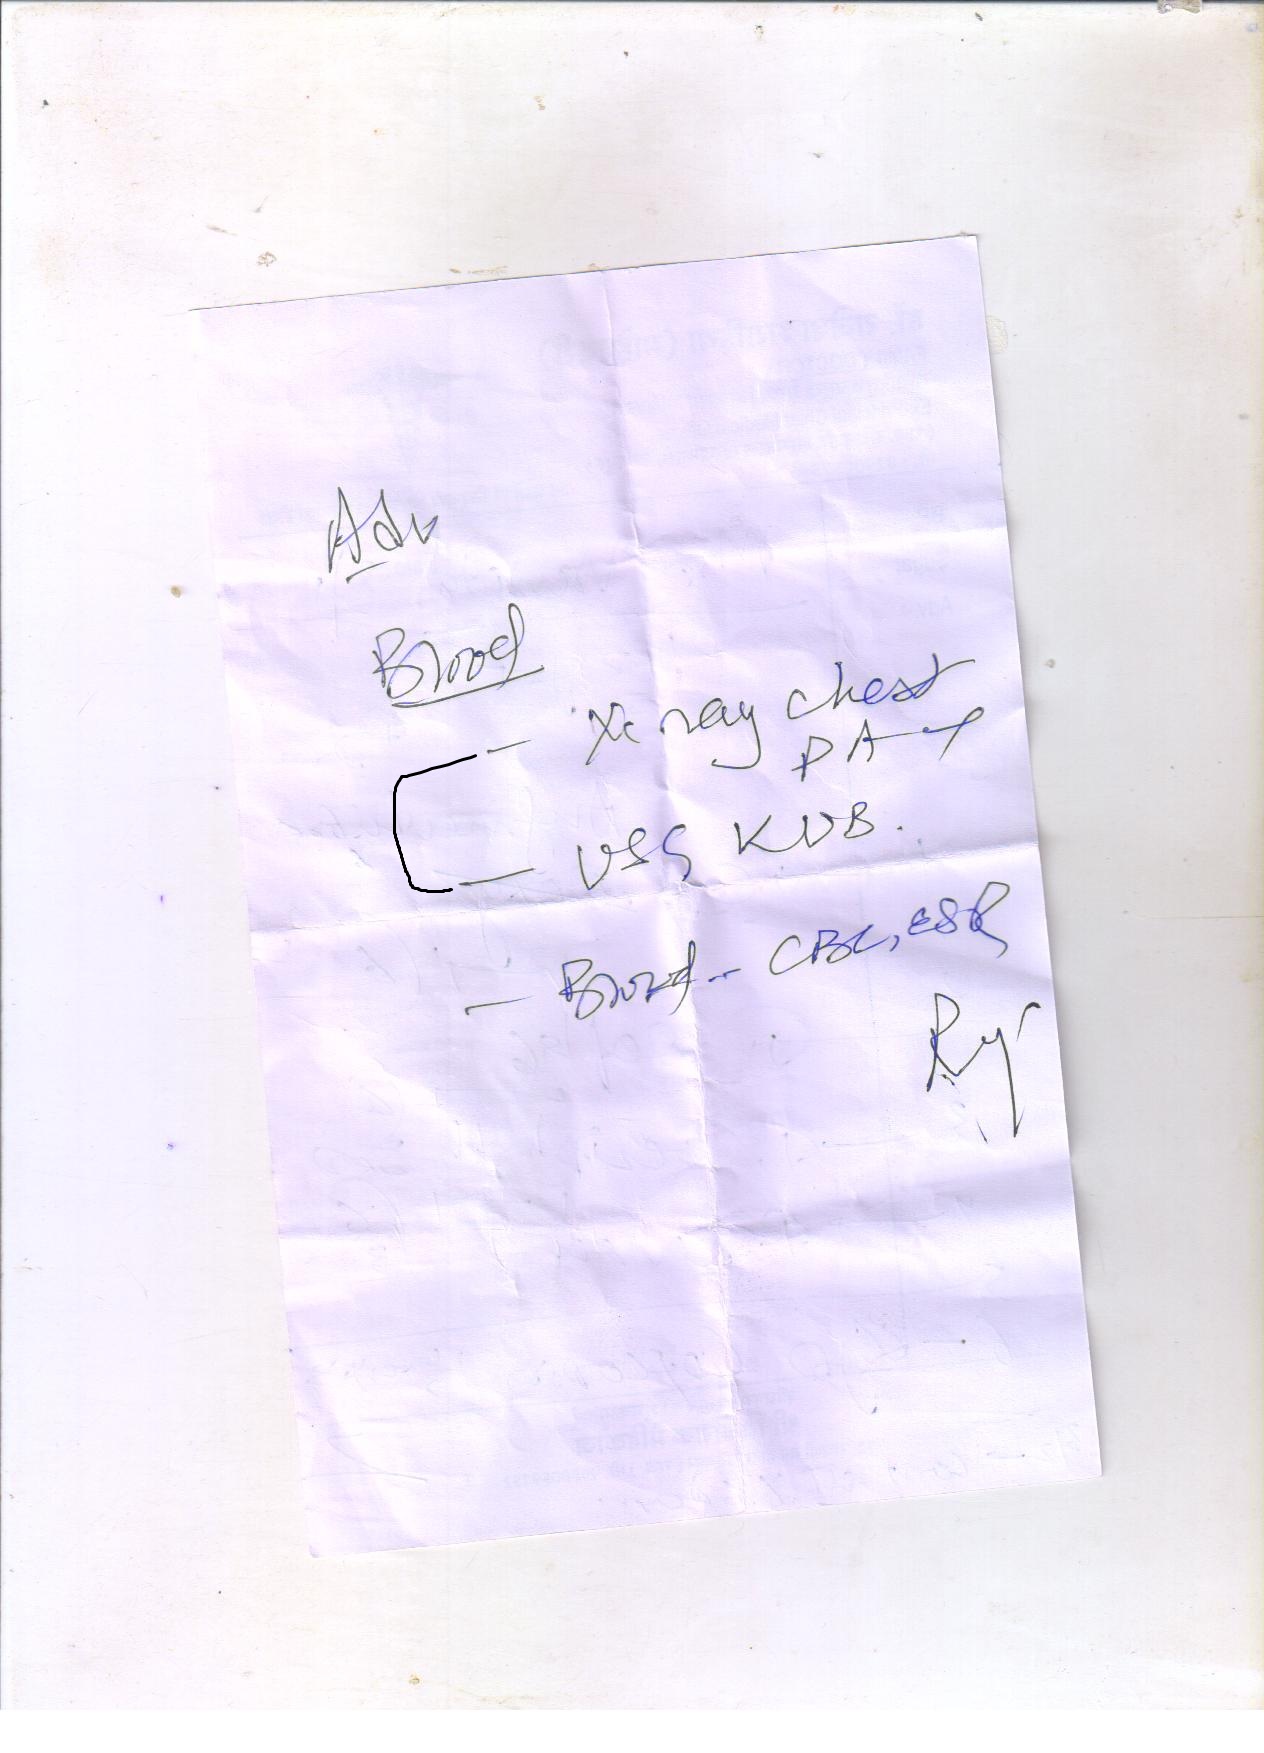 Adv
Blood
- X-ray chest
PA
- USG KUB.
- Blood - CBC, ESR